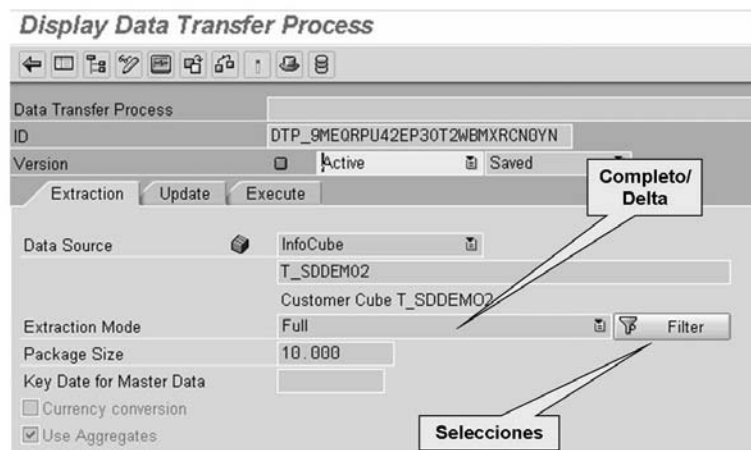 Display Data Transfer Process
Data Transfer Process
ID DTP_9MEQRPU42EP30T2WBMXRCN0YN
Version Active Saved
Completo/
Delta
Extraction Update Execute
Data Source InfoCube
T_SDDEMO2
Customer Cube T_SDDEMO2
Extraction Mode Full Filter
Package Size 10.000
Key Date for Master Data
Currency conversion
Use Aggregates
Selecciones